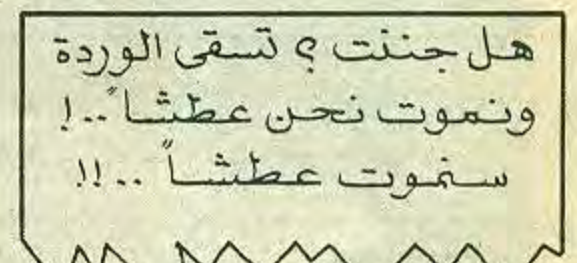 هل جننت ؟ تسقى الوردة
ونموت نحن عطشاً ..!
سنموت عطشاً ..!!